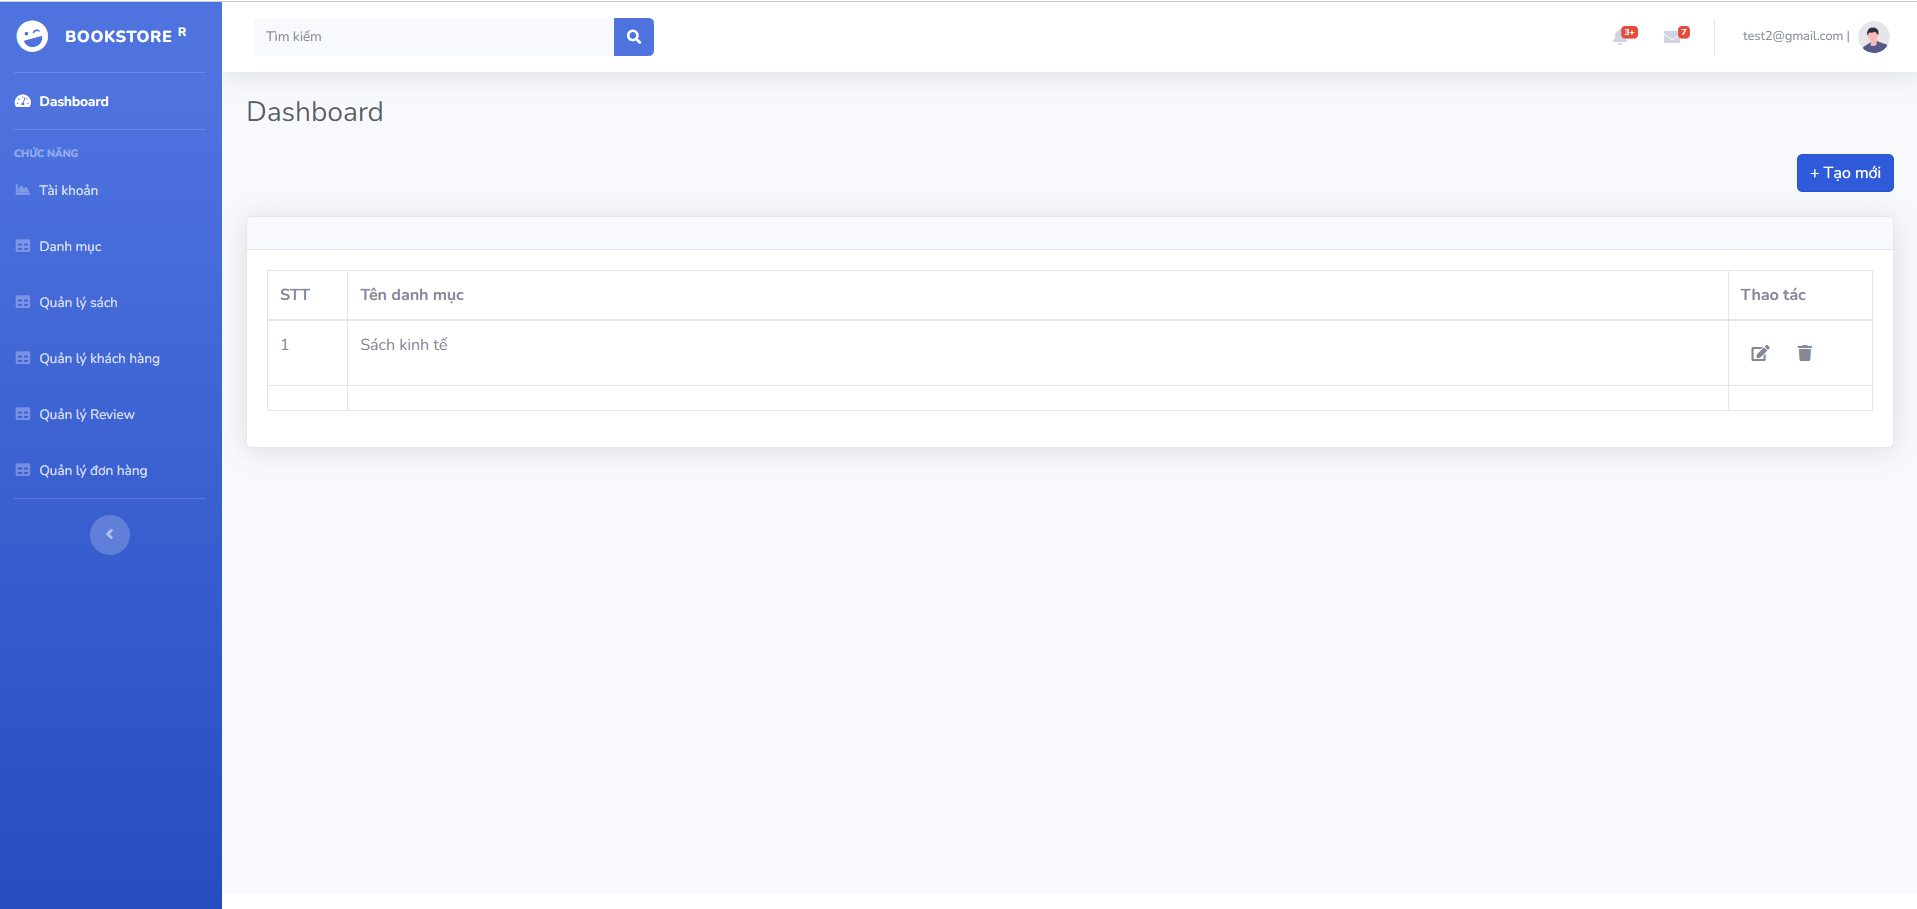 BOOKSTORE R
Tìm kiếm
3+
7
test2@gmail.com |
Dashboard
CHỨC NĂNG
Tài khoản
Danh mục
Quản lý sách
Quản lý khách hàng
Quản lý Review
Quản lý đơn hàng
Dashboard
+ Tạo mới
STT Tên danh mục Thao tác
1 Sách kinh tế